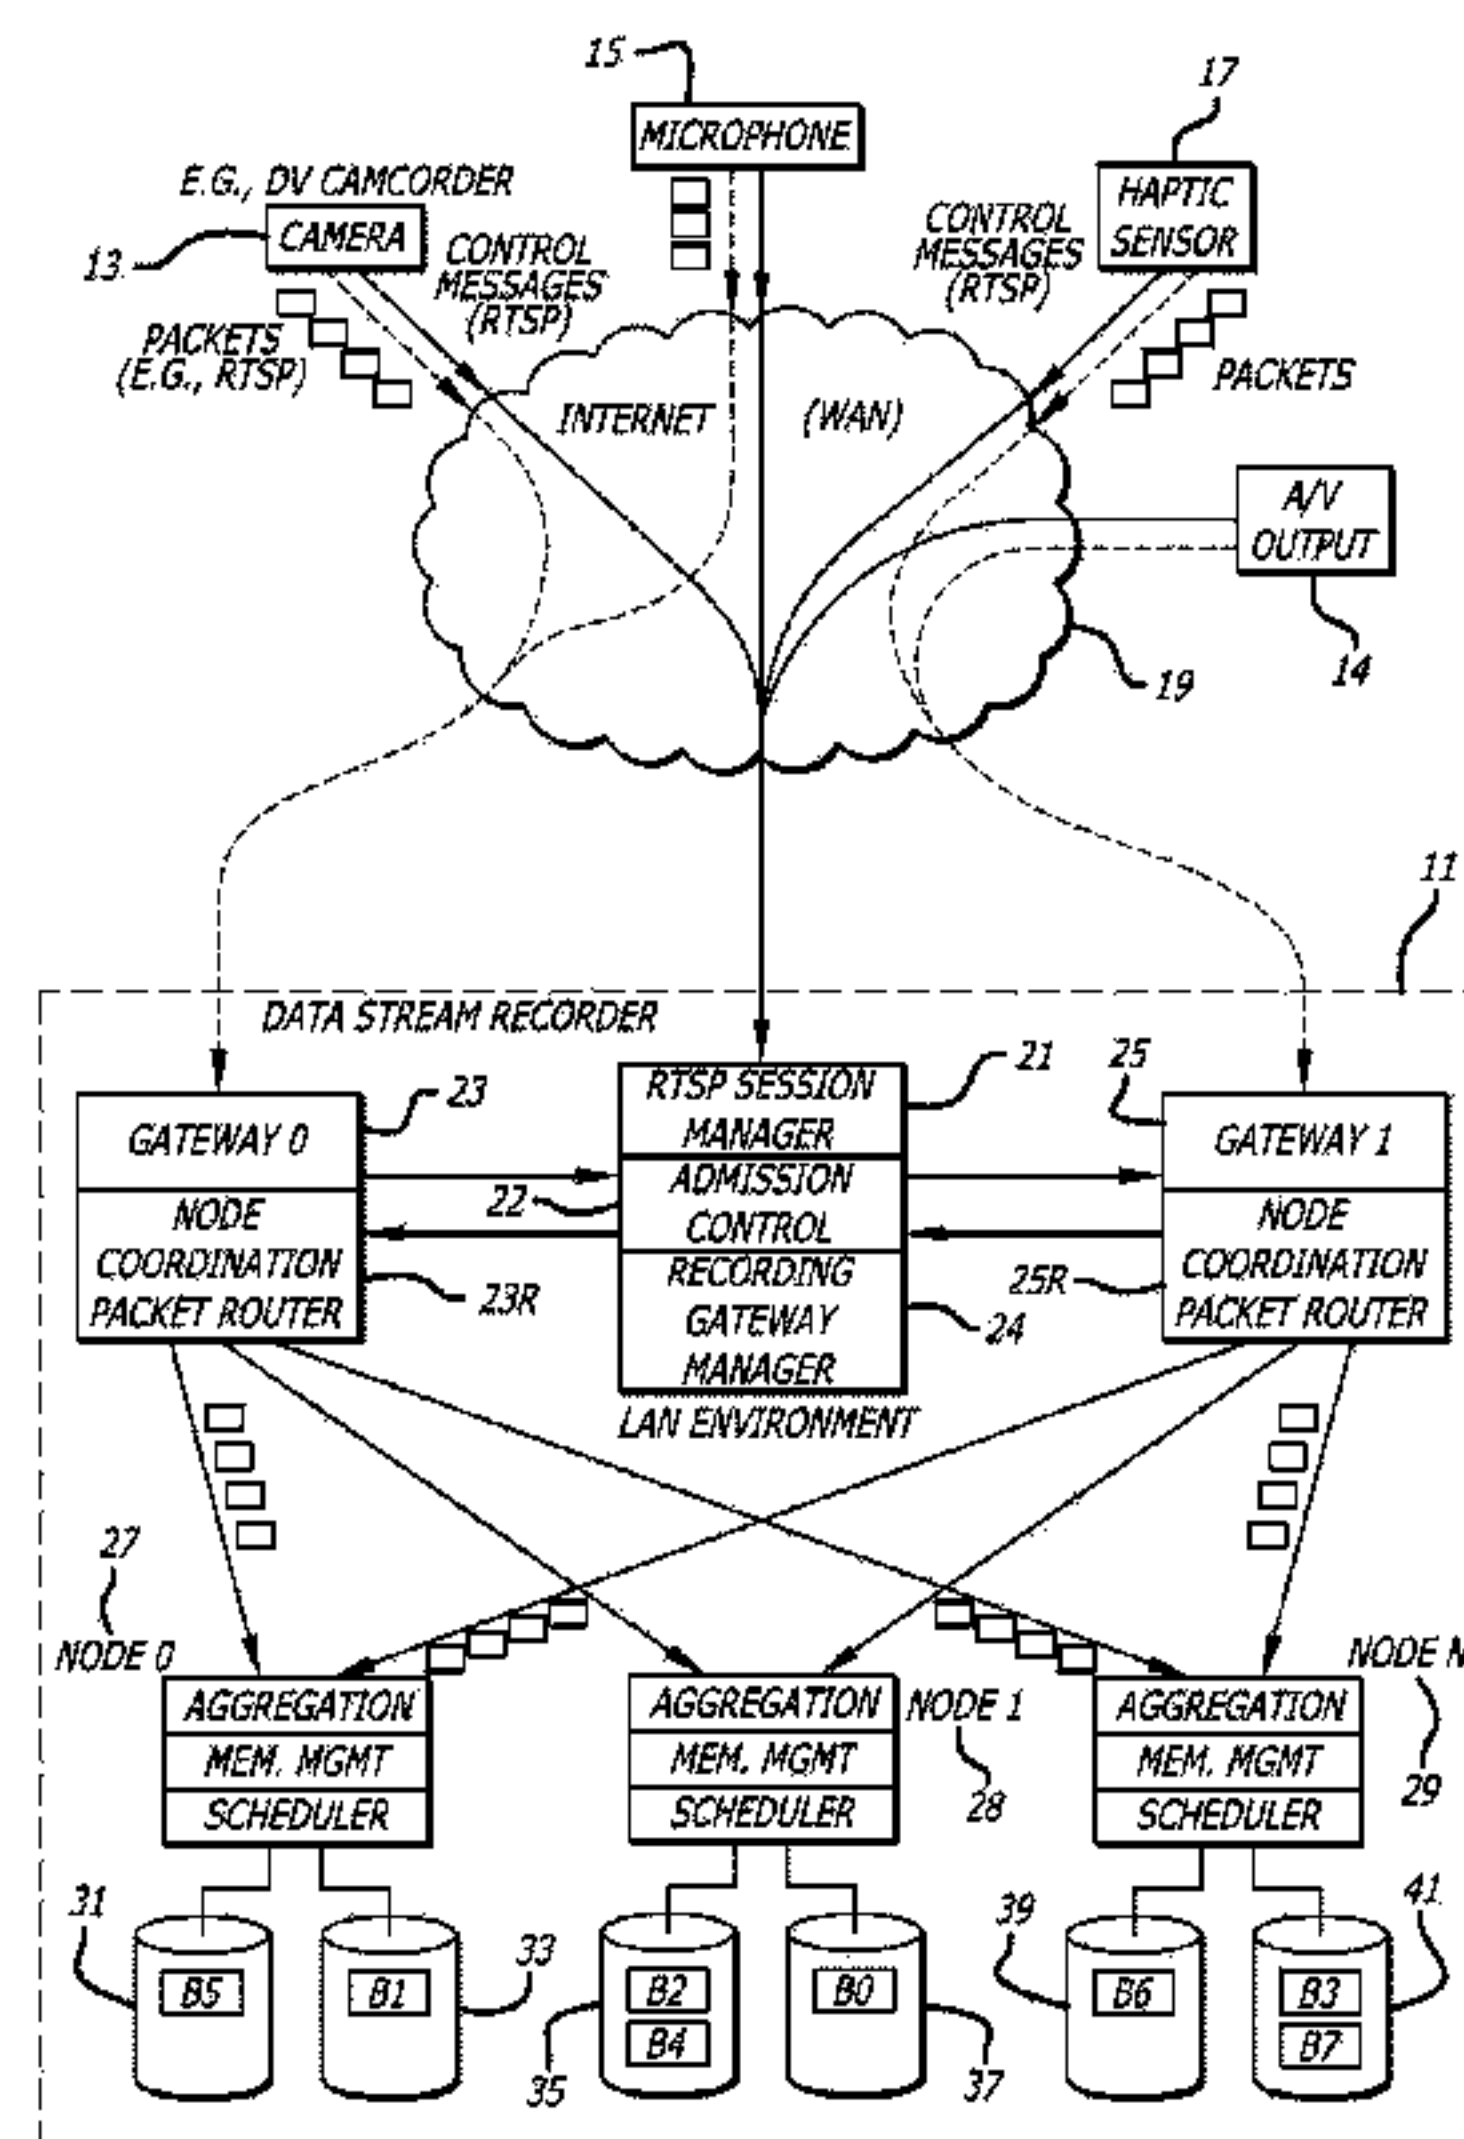 15
17
MICROPHONE
E.G., DV CAMCORDER
HAPTIC
SENSOR
CAMERA
13
CONTROL
MESSAGES
(RTSP)
CONTROL
MESSAGES
(RTSP)
PACKETS
(E.G., RTSP)
PACKETS
INTERNET
(WAN)
A/V
OUTPUT
14
19
11
DATA STREAM RECORDER
21
25
23
RTSP SESSION
MANAGER
GATEWAY 0
GATEWAY 1
22
ADMISSION
CONTROL
NODE
COORDINATION
PACKET ROUTER
23R
RECORDING
GATEWAY
MANAGER
24
25R
NODE
COORDINATION
PACKET ROUTER
LAN ENVIRONMENT
27
NODE 0
NODE 1
28
NODE N
29
AGGREGATION
MEM. MGMT
SCHEDULER
AGGREGATION
MEM. MGMT
SCHEDULER
AGGREGATION
MEM. MGMT
SCHEDULER
31
B5
33
B1
35
B2
B4
37
B0
39
B6
41
B3
B7